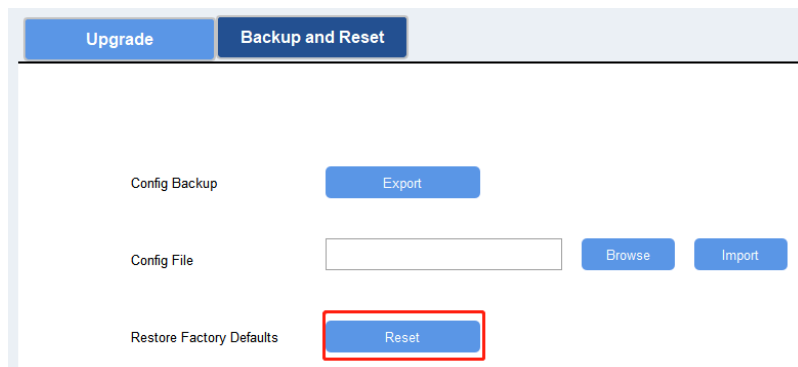 Upgrade
Backup and Reset
Config Backup
Export
Config File
Browse
Import
Restore Factory Defaults
Reset